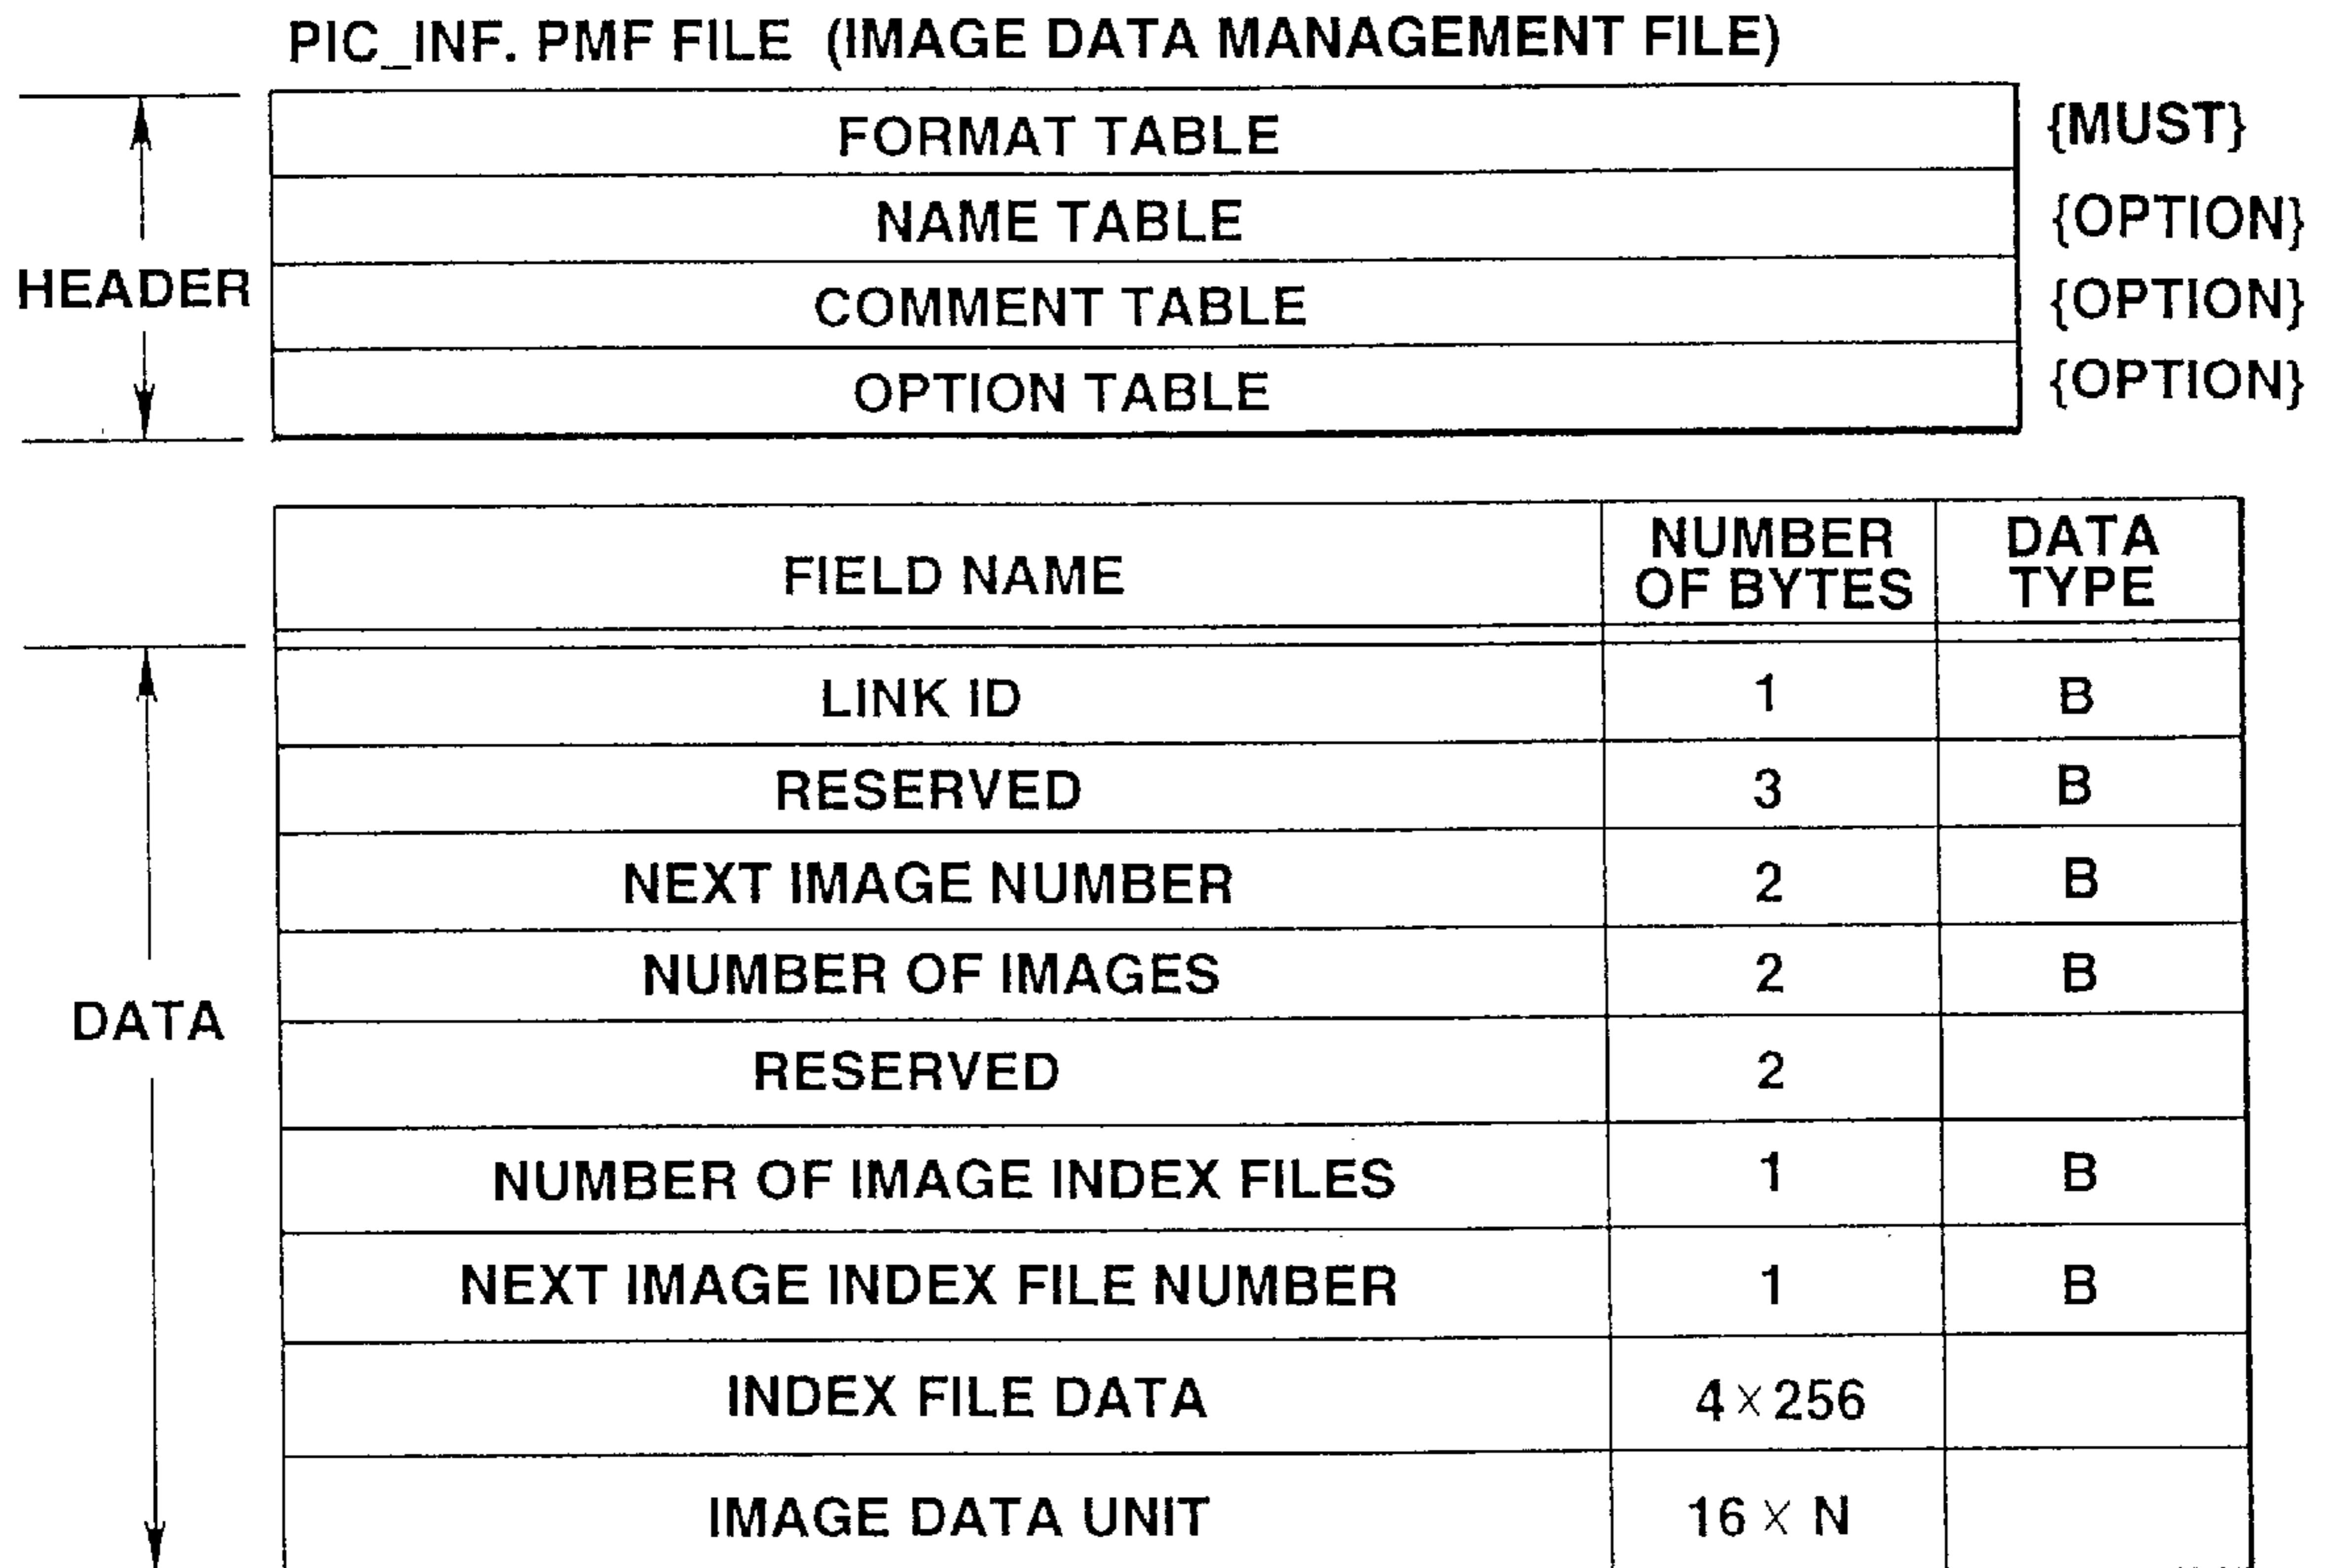 PIC_INF. PMF FILE (IMAGE DATA MANAGEMENT FILE)
FORMAT TABLE {MUST}
NAME TABLE {OPTION}
HEADER
COMMENT TABLE {OPTION}
OPTION TABLE {OPTION}
FIELD NAME
NUMBER
OF BYTES
DATA
TYPE
LINK ID 1 B
RESERVED 3 B
NEXT IMAGE NUMBER 2 B
NUMBER OF IMAGES 2 B
DATA
RESERVED 2
NUMBER OF IMAGE INDEX FILES 1 B
NEXT IMAGE INDEX FILE NUMBER 1 B
INDEX FILE DATA 4×256
IMAGE DATA UNIT 16 × N